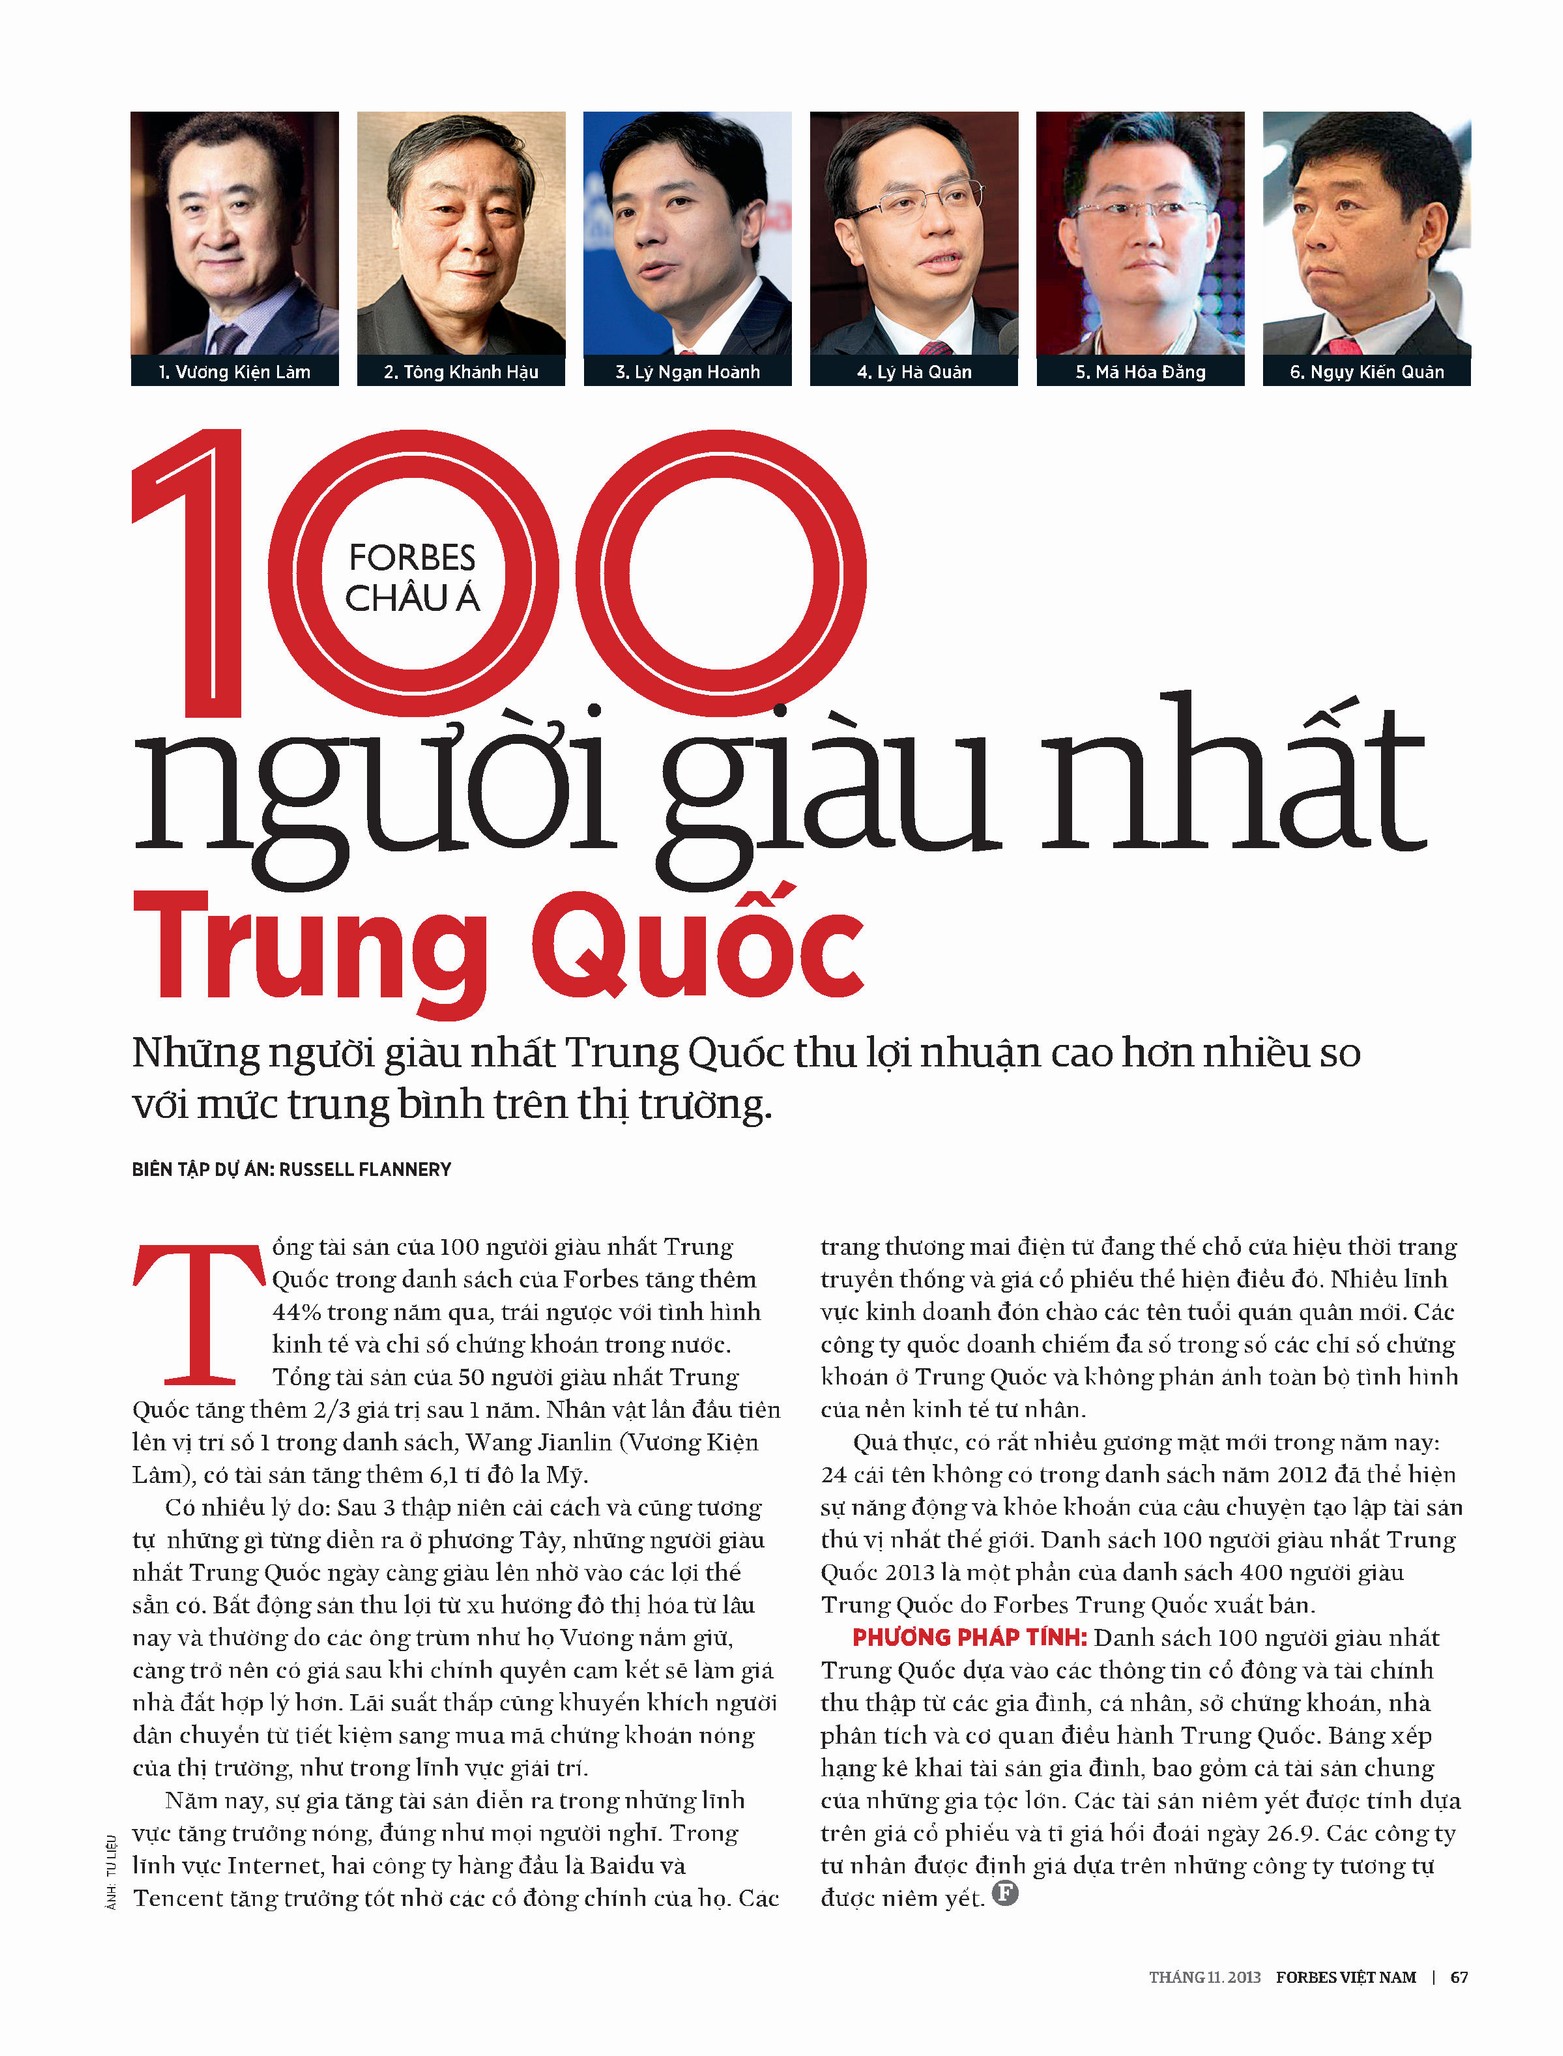 1. Vương Kiện Lâm
2. Tông Khánh Hậu
3. Lý Ngạn Hoành
4. Lý Hà Quân
5. Mã Hóa Đằng
6. Ngụy Kiến Quân
100
FORBES
CHÂU Á
người giàu nhất
Trung Quốc
Những người giàu nhất Trung Quốc thu lợi nhuận cao hơn nhiều so
với mức trung bình trên thị trường.
BIÊN TẬP DỰ ÁN: RUSSELL FLANNERY
Tổng tài sản của 100 người giàu nhất Trung
Quốc trong danh sách của Forbes tăng thêm
44% trong năm qua, trái ngược với tình hình
kinh tế và chỉ số chứng khoán trong nước.
Tổng tài sản của 50 người giàu nhất Trung
Quốc tăng thêm 2/3 giá trị sau 1 năm. Nhân vật lần đầu tiên
lên vị trí số 1 trong danh sách, Wang Jianlin (Vương Kiện
Lâm), có tài sản tăng thêm 6,1 tỉ đô la Mỹ.
Có nhiều lý do: Sau 3 thập niên cải cách và cũng tương
tự những gì từng diễn ra ở phương Tây, những người giàu
nhất Trung Quốc ngày càng giàu lên nhờ vào các lợi thế
sẵn có. Bất động sản thu lợi từ xu hướng đô thị hóa từ lâu
nay và thường do các ông trùm như họ Vương nắm giữ,
càng trở nên có giá sau khi chính quyền cam kết sẽ làm giá
nhà đất hợp lý hơn. Lãi suất thấp cũng khuyến khích người
dân chuyển từ tiết kiệm sang mua mã chứng khoán nóng
của thị trường, như trong lĩnh vực giải trí.
Năm nay, sự gia tăng tài sản diễn ra trong những lĩnh
vực tăng trưởng nóng, đúng như mọi người nghĩ. Trong
lĩnh vực Internet, hai công ty hàng đầu là Baidu và
Tencent tăng trưởng tốt nhờ các cổ đông chính của họ. Các
trang thương mai điện tử đang thế chỗ cửa hiệu thời trang
truyền thống và giá cổ phiếu thể hiện điều đó. Nhiều lĩnh
vực kinh doanh đón chào các tên tuổi quán quân mới. Các
công ty quốc doanh chiếm đa số trong số các chỉ số chứng
khoán ở Trung Quốc và không phản ánh toàn bộ tình hình
của nền kinh tế tư nhân.
Quả thực, có rất nhiều gương mặt mới trong năm nay:
24 cái tên không có trong danh sách năm 2012 đã thể hiện
sự năng động và khỏe khoắn của câu chuyện tạo lập tài sản
thú vị nhất thế giới. Danh sách 100 người giàu nhất Trung
Quốc 2013 là một phần của danh sách 400 người giàu
Trung Quốc do Forbes Trung Quốc xuất bản.
PHƯƠNG PHÁP TÍNH: Danh sách 100 người giàu nhất
Trung Quốc dựa vào các thông tin cổ đông và tài chính
thu thập từ các gia đình, cá nhân, sở chứng khoán, nhà
phân tích và cơ quan điều hành Trung Quốc. Bảng xếp
hạng kê khai tài sản gia đình, bao gồm cả tài sản chung
của những gia tộc lớn. Các tài sản niêm yết được tính dựa
trên giá cổ phiếu và tỉ giá hối đoái ngày 26.9. Các công ty
tư nhân được định giá dựa trên những công ty tương tự
được niêm yết. F
ẢNH: TƯ LIỆU
THÁNG 11. 2013 FORBES VIỆT NAM | 67